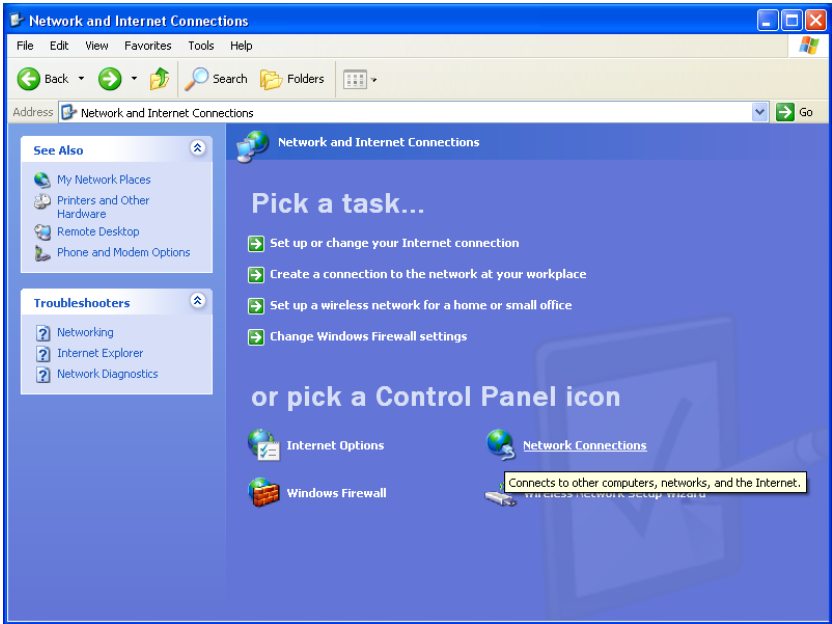 Network and Internet Connections
File Edit View Favorites Tools Help
Back Search Folders
Address Network and Internet Connections Go
See Also
My Network Places
Printers and Other
Hardware
Remote Desktop
Phone and Modem Options
Troubleshooters
Networking
Internet Explorer
Network Diagnostics
Network and Internet Connections
Pick a task...
Set up or change your Internet connection
Create a connection to the network at your workplace
Set up a wireless network for a home or small office
Change Windows Firewall settings
or pick a Control Panel icon
Internet Options
Network Connections
Connects to other computers, networks, and the Internet.
Windows Firewall
Wireless Network Setup Wizard